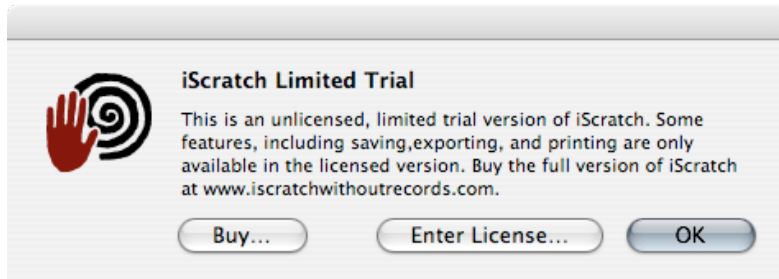 iScratch Limited Trial
This is an unlicensed, limited trial version of iScratch. Some
features, including saving,exporting, and printing are only
available in the licensed version. Buy the full version of iScratch
at www.iscratchwithoutrecords.com.
Buy... Enter License... OK